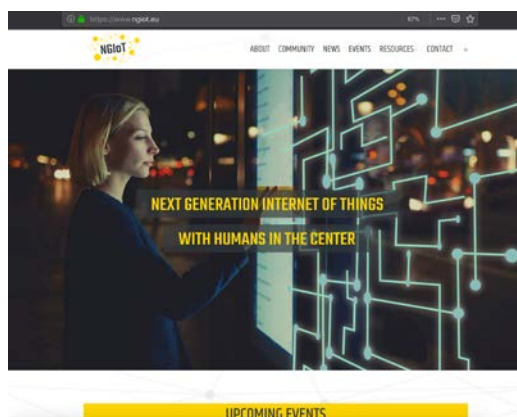 https://www.ngiot.eu
67%
NGIoT
ABOUT COMMUNITY NEWS EVENTS RESOURCES CONTACT
NEXT GENERATION INTERNET OF THINGS
WITH HUMANS IN THE CENTER
UPCOMING EVENTS